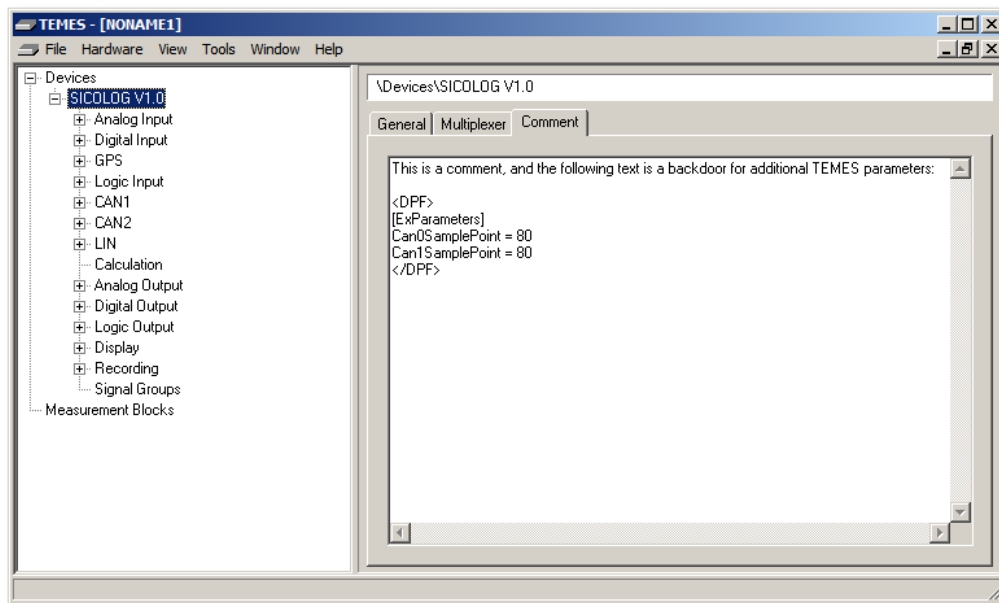 TEMES - [NONAME1]
File Hardware View Tools Window Help
Devices
SICOLOG V1.0
Analog Input
Digital Input
GPS
Logic Input
CAN1
CAN2
LIN
Calculation
Analog Output
Digital Output
Logic Output
Display
Recording
Signal Groups
Measurement Blocks
\Devices\SICOLOG V1.0
General Multiplexer Comment
This is a comment, and the following text is a backdoor for additional TEMES parameters:
<DPF>
[ExParameters]
Can0SamplePoint = 80
Can1SamplePoint = 80
</DPF>